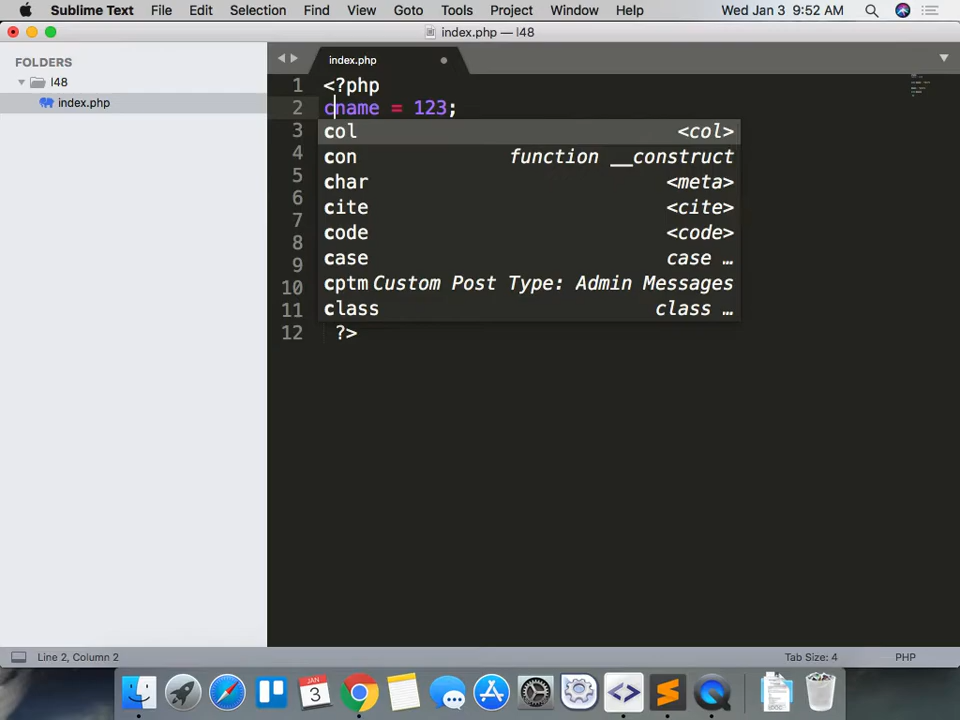 Sublime Text File Edit Selection Find View Goto Tools Project Window Help Wed Jan 3 9:52 AM
index.php — l48
FOLDERS
l48
index.php
index.php
1 <?php
2 cname = 123;
3
4
5
6
7
8
9
10
11
12 ?>
col <col>
con function __construct
char <meta>
cite <cite>
code <code>
case case …
cptm Custom Post Type: Admin Messages
class class …
Line 2, Column 2 Tab Size: 4 PHP
JAN
3